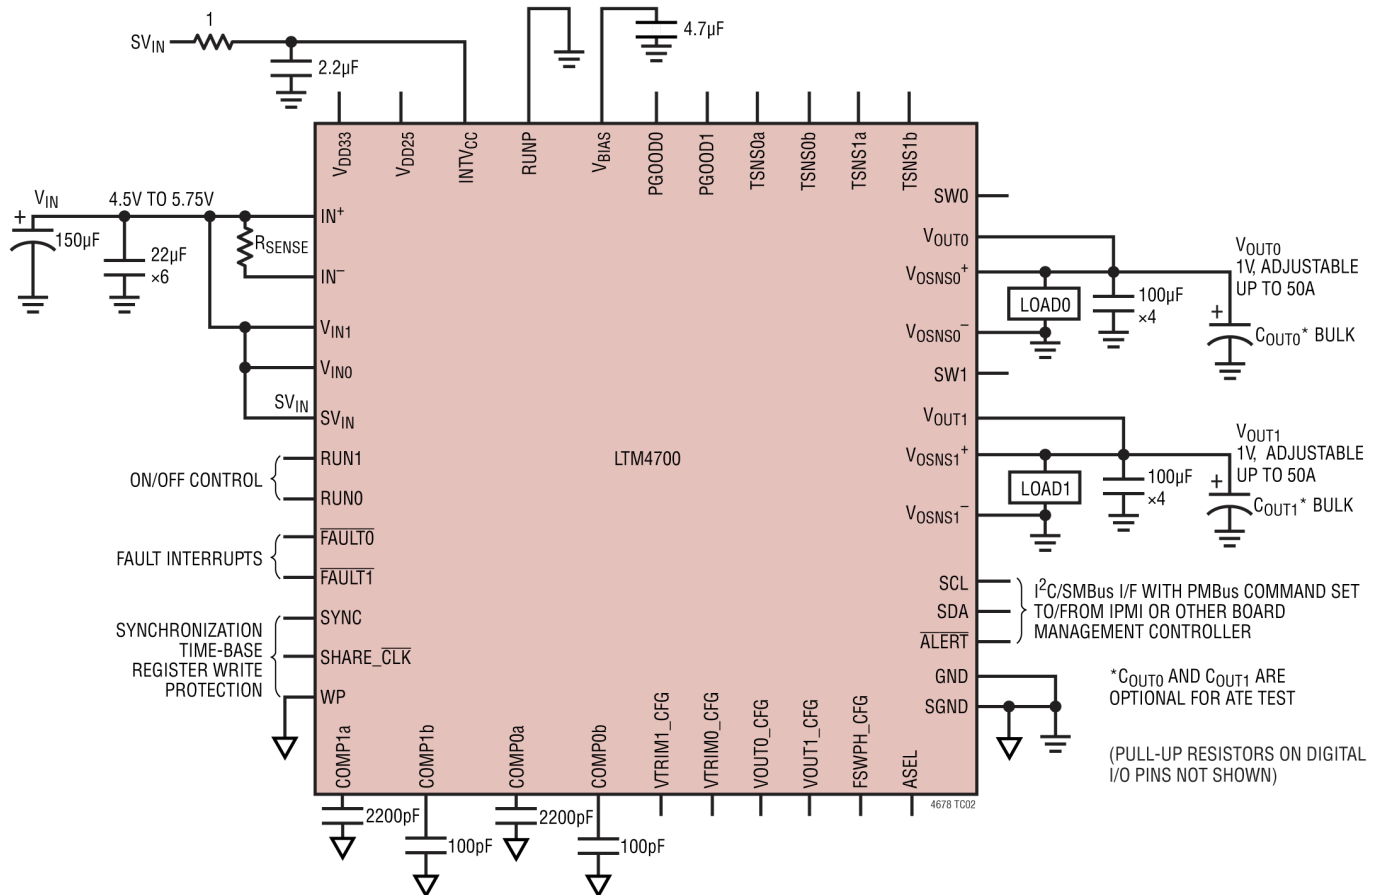 1
SVIN
2.2µF
4.7µF
VDD33
VDD25
INTVCC
RUNP
VBIAS
PGOOD0
PGOOD1
TSNS0a
TSNS0b
TSNS1a
TSNS1b
VIN
4.5V TO 5.75V
+
150µF
22µF
×6
RSENSE
IN+
IN–
VIN1
VIN0
SVIN
SVIN
ON/OFF CONTROL
RUN1
RUN0
FAULT INTERRUPTS
FAULT0
FAULT1
SYNCHRONIZATION
TIME-BASE
REGISTER WRITE
PROTECTION
SYNC
SHARE_CLK
WP
LTM4700
SW0
VOUT0
VOSNS0+
VOSNS0–
LOAD0
100µF
×4
+
COUT0* BULK
VOUT0
1V, ADJUSTABLE
UP TO 50A
SW1
VOUT1
VOSNS1+
VOSNS1–
LOAD1
100µF
×4
+
COUT1* BULK
VOUT1
1V, ADJUSTABLE
UP TO 50A
SCL
SDA
ALERT
I2C/SMBus I/F WITH PMBus COMMAND SET
TO/FROM IPMI OR OTHER BOARD
MANAGEMENT CONTROLLER
GND
SGND
*COUT0 AND COUT1 ARE
OPTIONAL FOR ATE TEST
(PULL-UP RESISTORS ON DIGITAL
I/O PINS NOT SHOWN)
COMP1a
COMP1b
COMP0a
COMP0b
VTRIM1_CFG
VTRIM0_CFG
VOUT0_CFG
VOUT1_CFG
FSWPH_CFG
ASEL
4678 TC02
2200pF
100pF
2200pF
100pF